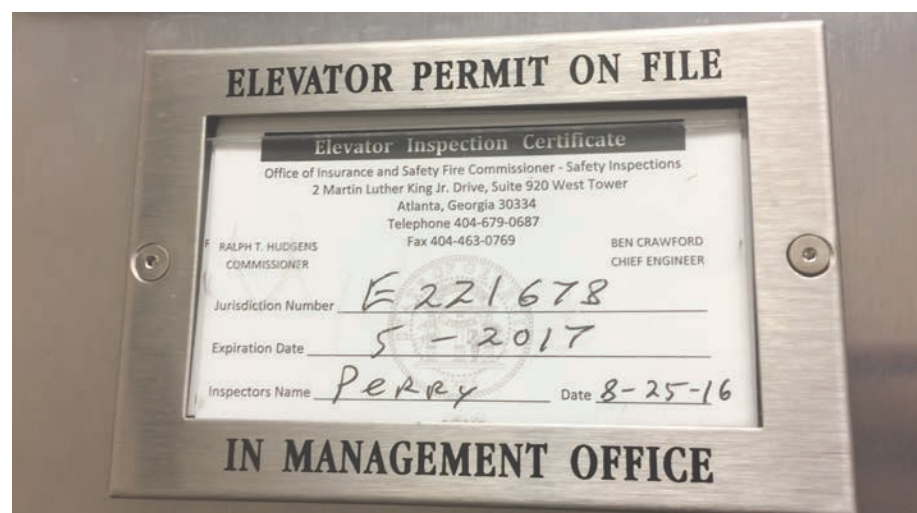 ELEVATOR PERMIT ON FILE
Elevator Inspection Certificate
Office of Insurance and Safety Fire Commissioner - Safety Inspections
2 Martin Luther King Jr. Drive, Suite 920 West Tower
Atlanta, Georgia 30334
Telephone 404-679-0687
Fax 404-463-0769
RALPH T. HUDGENS BEN CRAWFORD
COMMISSIONER CHIEF ENGINEER
Jurisdiction Number E221678
Expiration Date 5 - 2017
Inspectors Name PeRRy Date 8-25-16
IN MANAGEMENT OFFICE